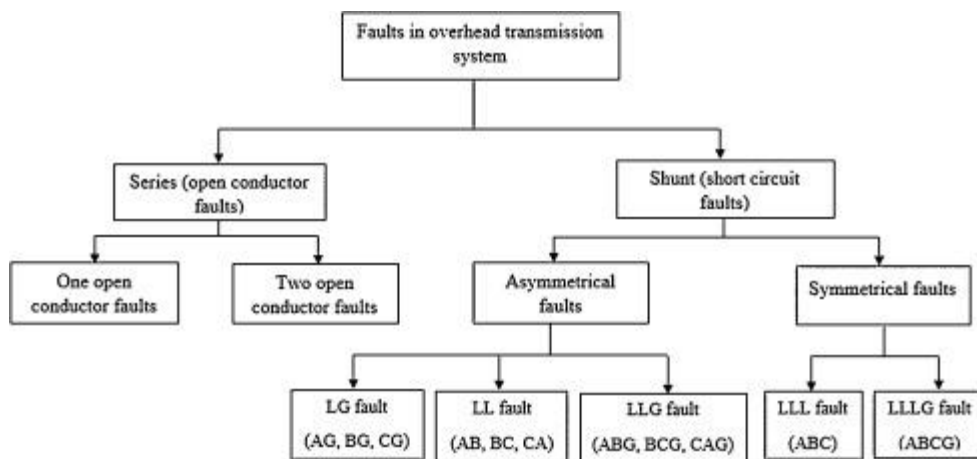 Faults in overhead transmission
system
Series (open conductor
faults)
Shunt (short circuit
faults)
One open
conductor faults
Two open
conductor faults
Asymmetrical
faults
Symmetrical faults
LG fault
(AG, BG, CG)
LL fault
(AB, BC, CA)
LLG fault
(ABG, BCG, CAG)
LLL fault
(ABC)
LLLG fault
(ABCG)